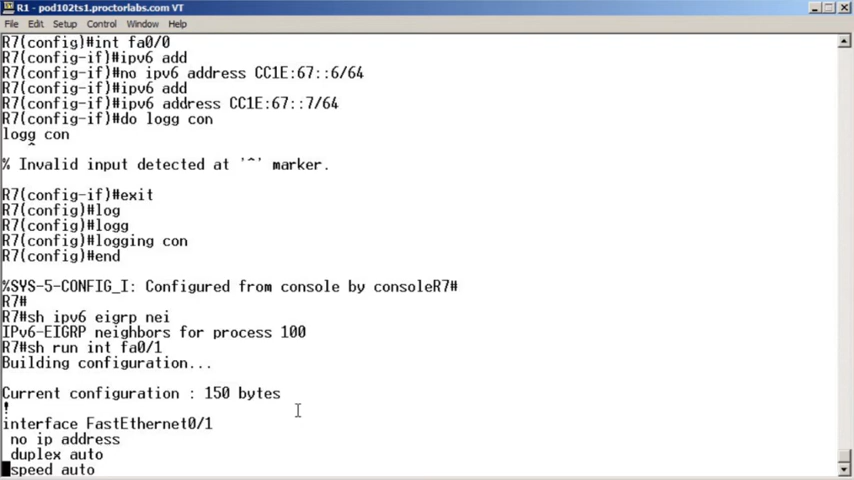 R1 - pod102ts1.proctorlabs.com VT
File Edit Setup Control Window Help
R7(config)#int fa0/0
R7(config-if)#ipv6 add
R7(config-if)#no ipv6 address CC1E:67::6/64
R7(config-if)#ipv6 add
R7(config-if)#ipv6 address CC1E:67::7/64
R7(config-if)#do logg con
logg con
^
% Invalid input detected at '^' marker.
R7(config-if)#exit
R7(config)#log
R7(config)#logg
R7(config)#logging con
R7(config)#end
%SYS-5-CONFIG_I: Configured from console by consoleR7#
R7#
R7#sh ipv6 eigrp nei
IPv6-EIGRP neighbors for process 100
R7#sh run int fa0/1
Building configuration...
Current configuration : 150 bytes
!
interface FastEthernet0/1
no ip address
duplex auto
speed auto